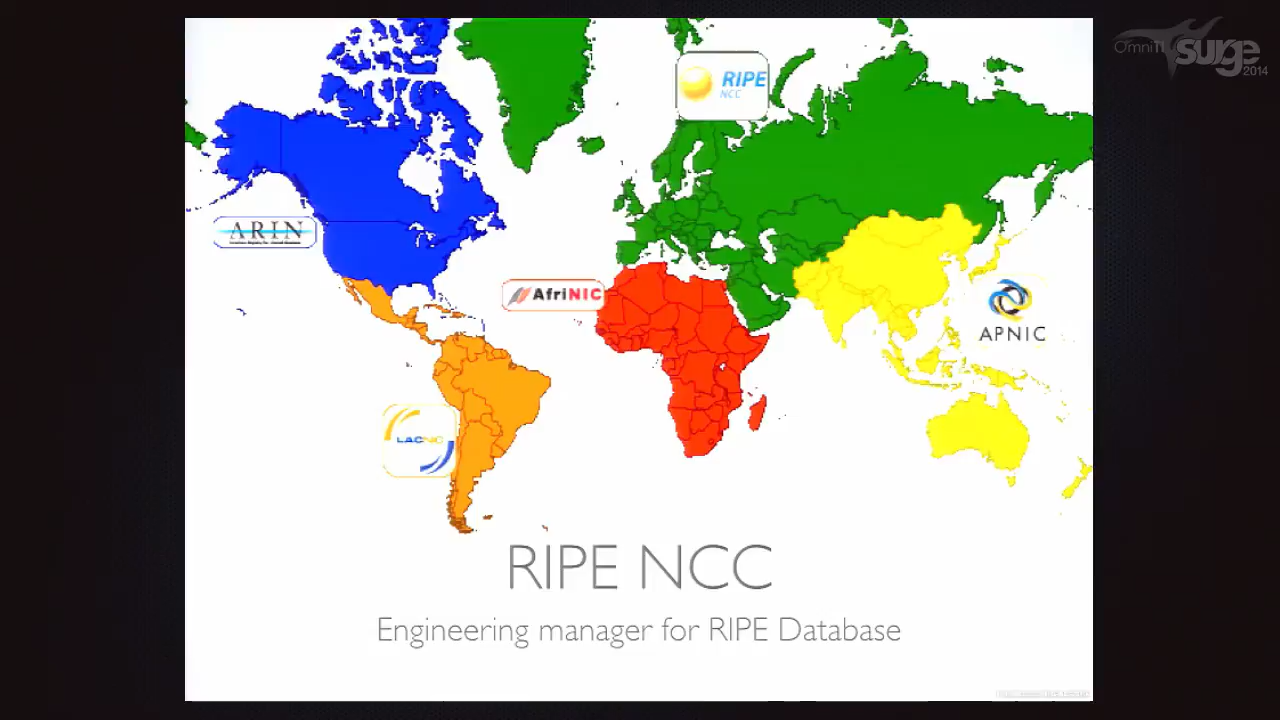 OmniTI
surge
2014
RIPE
NCC
ARIN
AfriNIC
APNIC
LACNIC
RIPE NCC
Engineering manager for RIPE Database